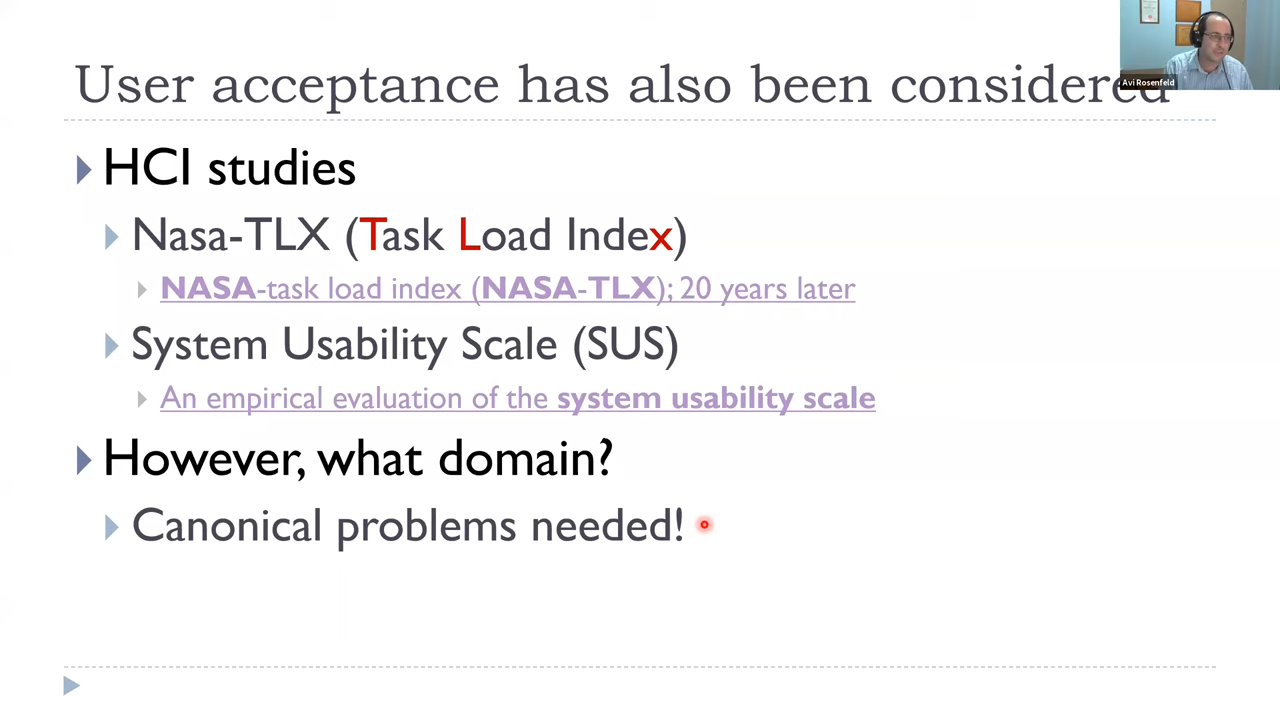 User acceptance has also been considered
Avi Rosenfeld
HCI studies
Nasa-TLX (Task Load Index)
NASA-task load index (NASA-TLX); 20 years later
System Usability Scale (SUS)
An empirical evaluation of the system usability scale
However, what domain?
Canonical problems needed!